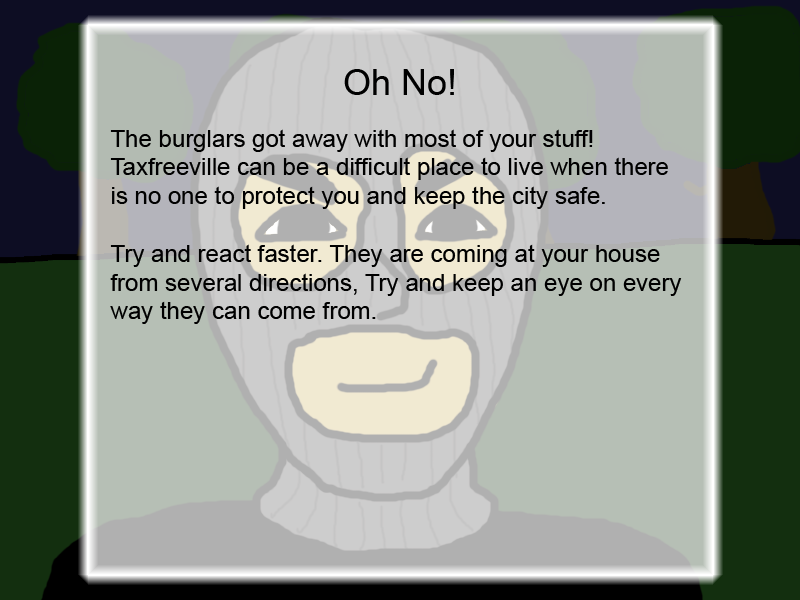 Oh No!
The burglars got away with most of your stuff!
Taxfreeville can be a difficult place to live when there
is no one to protect you and keep the city safe.
Try and react faster. They are coming at your house
from several directions, Try and keep an eye on every
way they can come from.